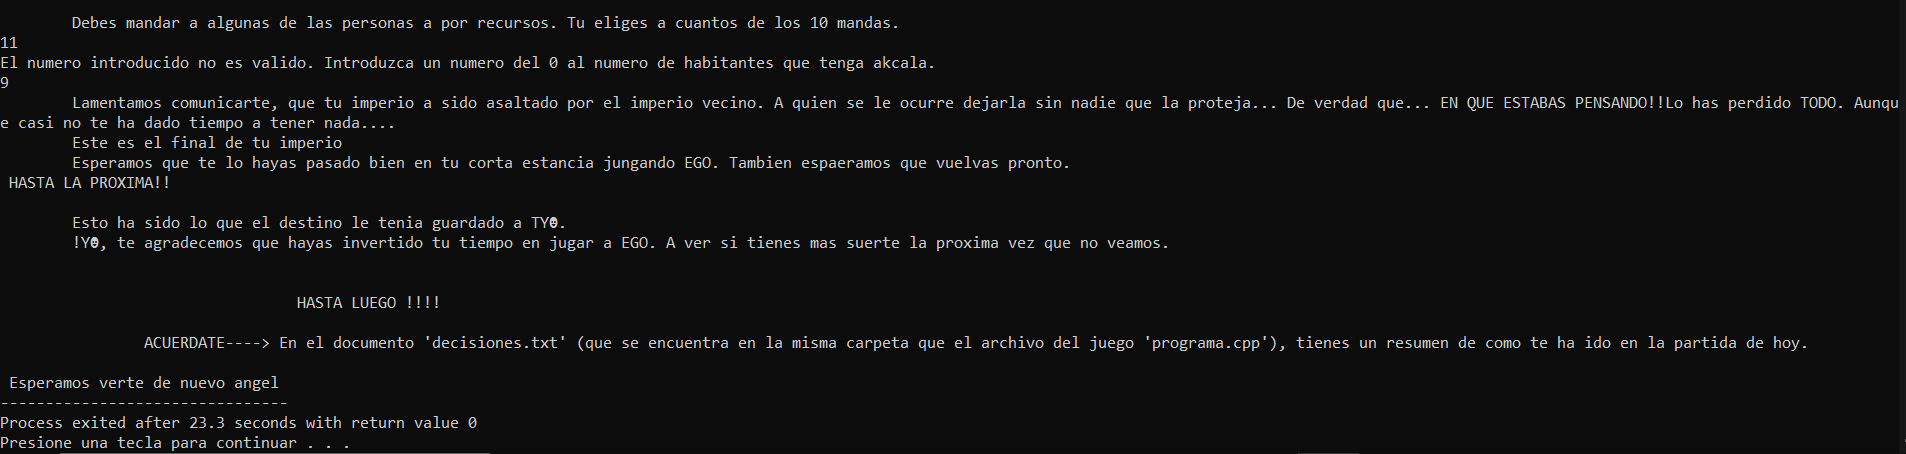 Debes mandar a algunas de las personas a por recursos. Tu eliges a cuantos de los 10 mandas.
11
El numero introducido no es valido. Introduzca un numero del 0 al numero de habitantes que tenga akcala.
9
Lamentamos comunicarte, que tu imperio a sido asaltado por el imperio vecino. A quien se le ocurre dejarla sin nadie que la proteja... De verdad que... EN QUE ESTABAS PENSANDO!!Lo has perdido TODO. Aunqu
e casi no te ha dado tiempo a tener nada....
Este es el final de tu imperio
Esperamos que te lo hayas pasado bien en tu corta estancia jungando EGO. Tambien espaeramos que vuelvas pronto.
HASTA LA PROXIMA!!
Esto ha sido lo que el destino le tenia guardado a TY☻.
!Y☻, te agradecemos que hayas invertido tu tiempo en jugar a EGO. A ver si tienes mas suerte la proxima vez que no veamos.
HASTA LUEGO !!!!
ACUERDATE----> En el documento 'decisiones.txt' (que se encuentra en la misma carpeta que el archivo del juego 'programa.cpp'), tienes un resumen de como te ha ido en la partida de hoy.
Esperamos verte de nuevo angel
--------------------------------
Process exited after 23.3 seconds with return value 0
Presione una tecla para continuar . . .